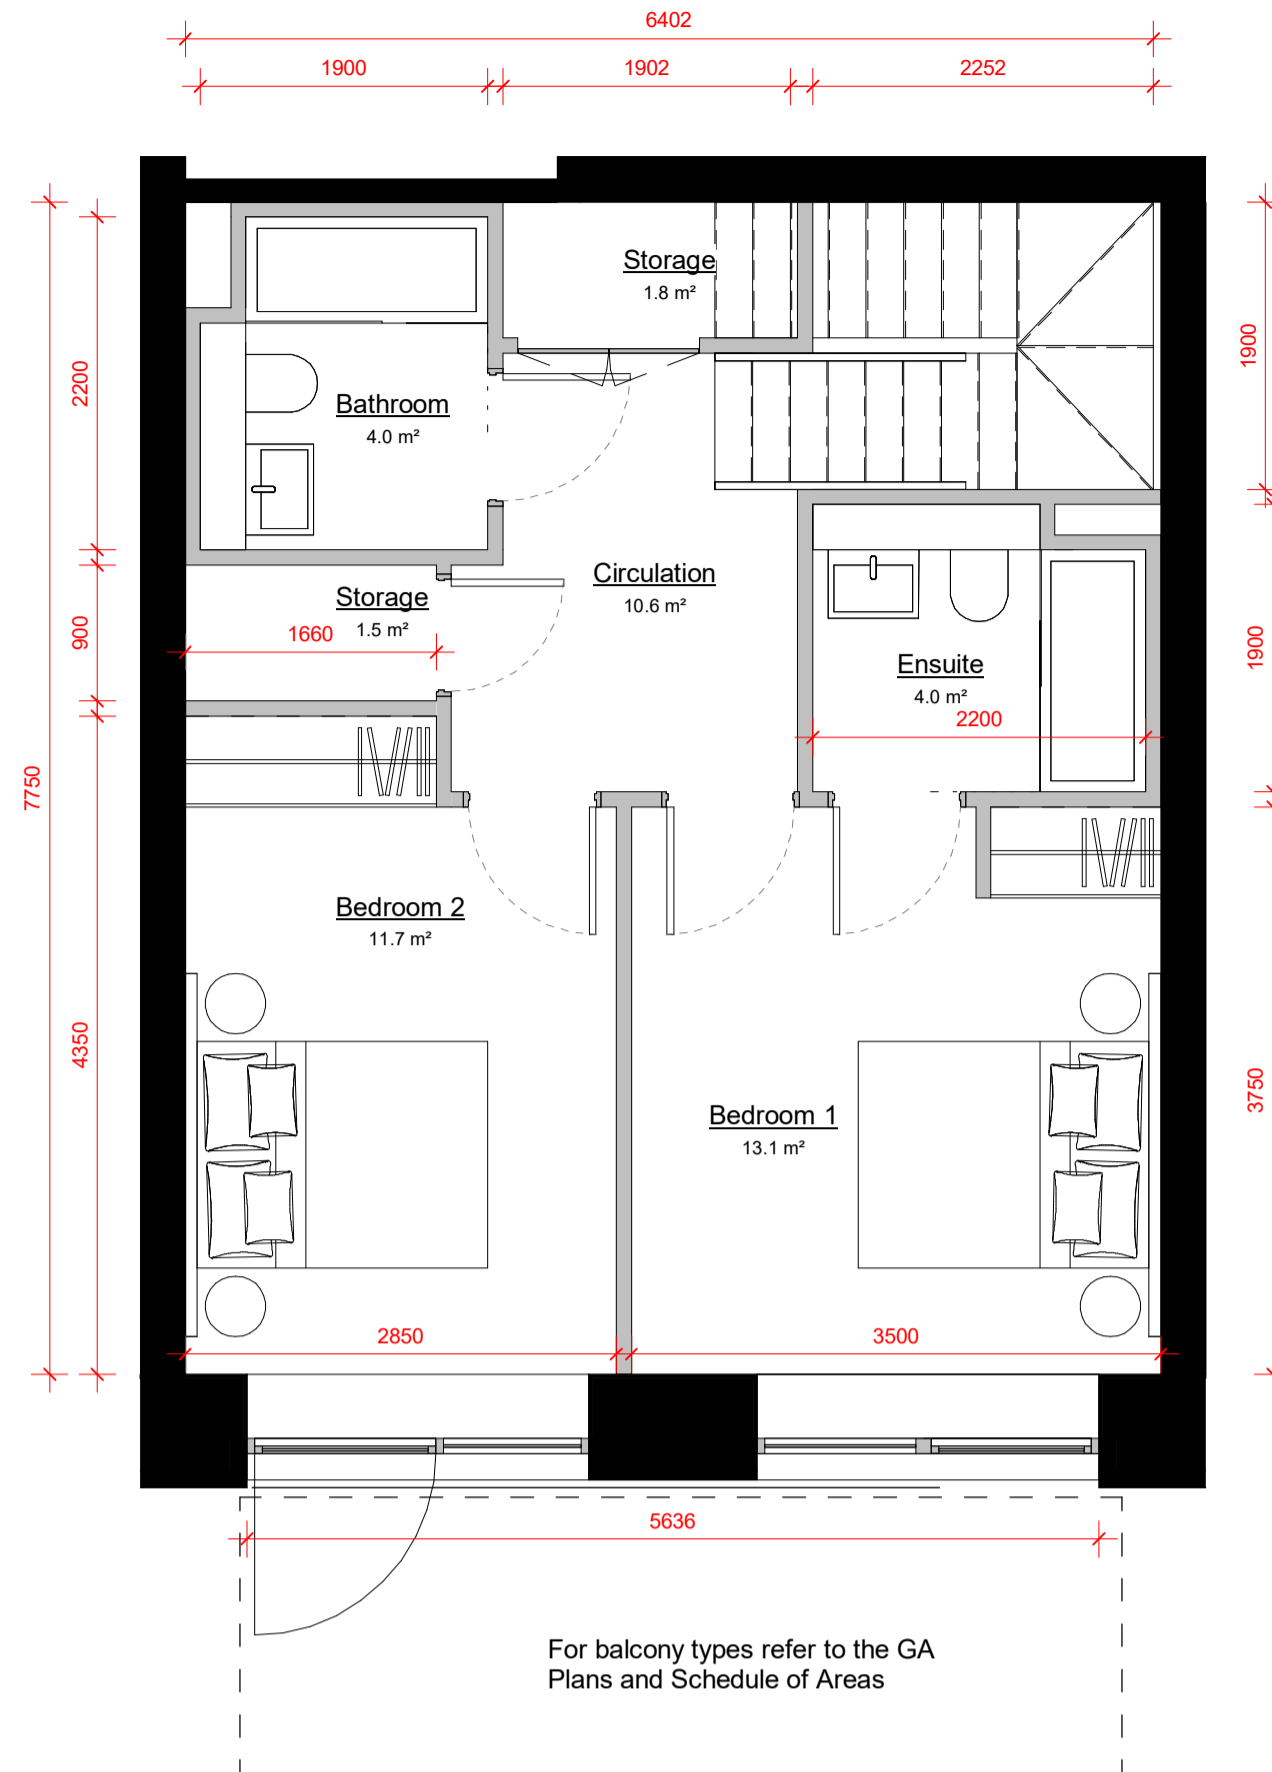 6402
1900
1902
2252
Storage
1.8 m²
1900
2200
Bathroom
4.0 m²
Circulation
10.6 m²
Storage
1.5 m²
900
1660
1900
Ensuite
4.0 m²
2200
7750
Bedroom 2
11.7 m²
4350
3750
Bedroom 1
13.1 m²
2850
3500
5636
For balcony types refer to the GA
Plans and Schedule of Areas